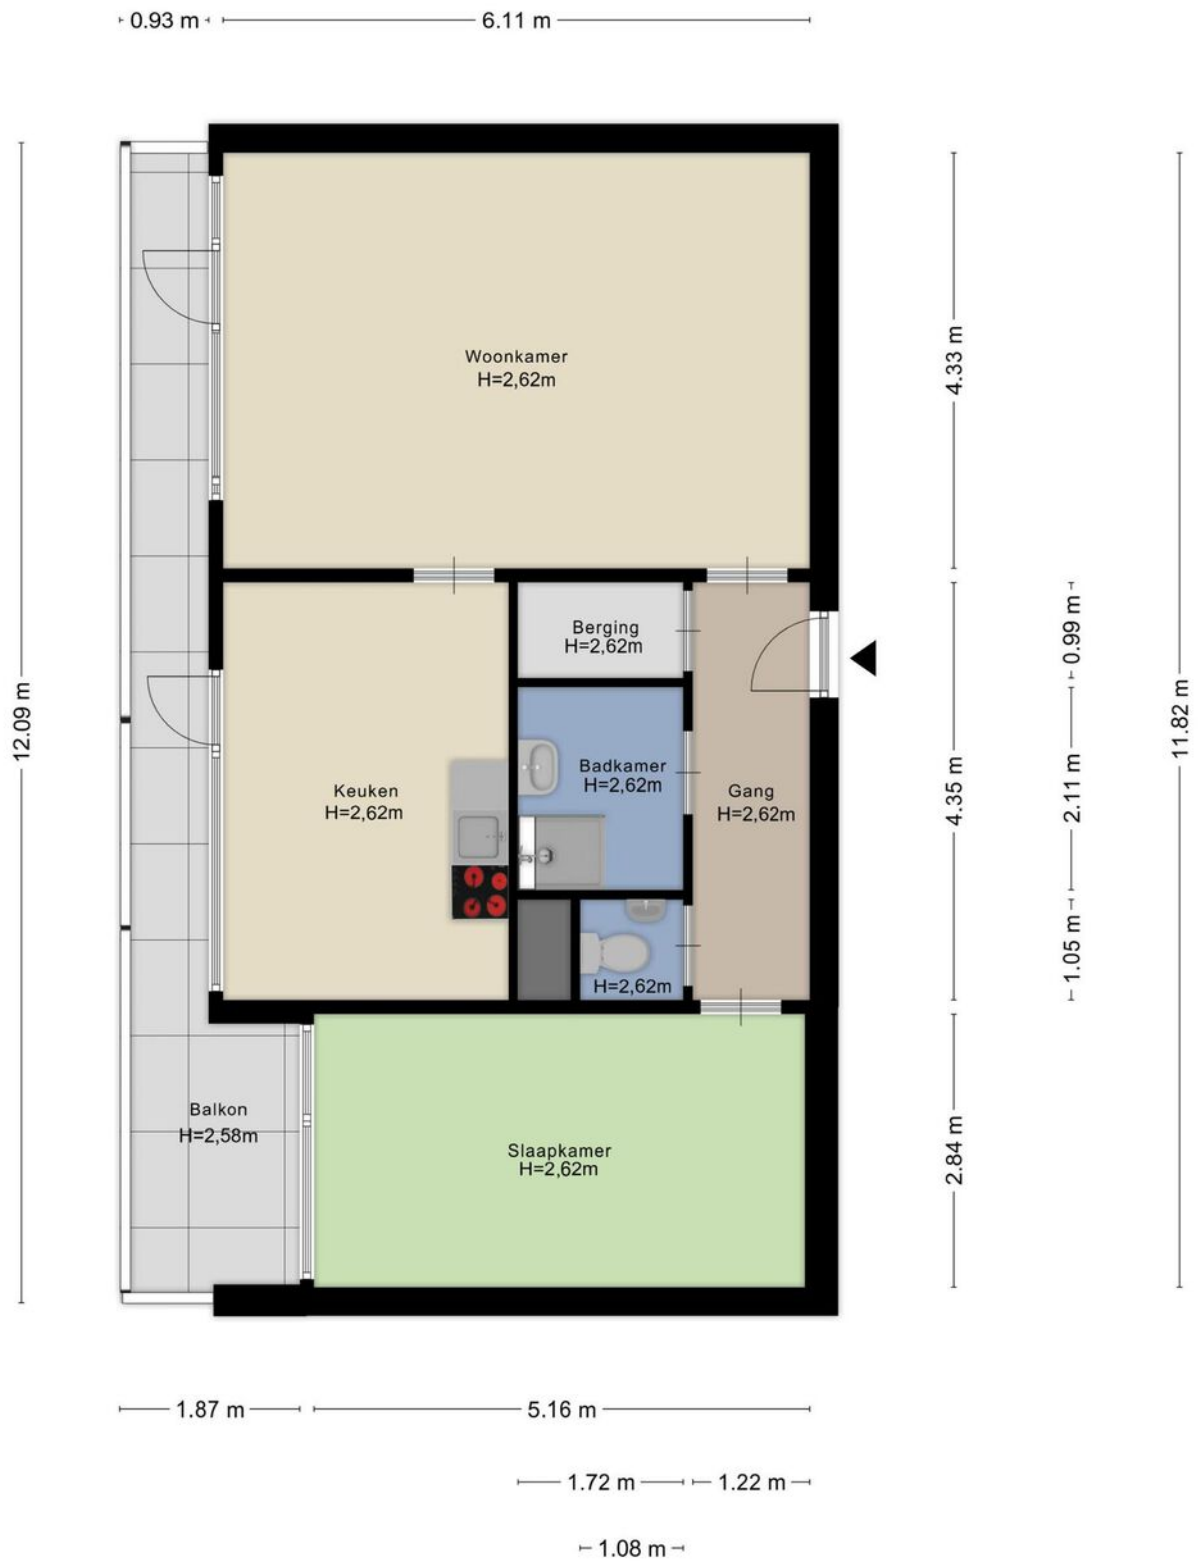 0.93 m
6.11 m
Woonkamer
H=2,62m
4.33 m
12.09 m
11.82 m
Berging
H=2,62m
0.99 m
Badkamer
H=2,62m
Keuken
H=2,62m
Gang
H=2,62m
4.35 m
2.11 m
H=2,62m
1.05 m
Balkon
H=2,58m
Slaapkamer
H=2,62m
2.84 m
1.87 m
5.16 m
1.72 m
1.22 m
1.08 m